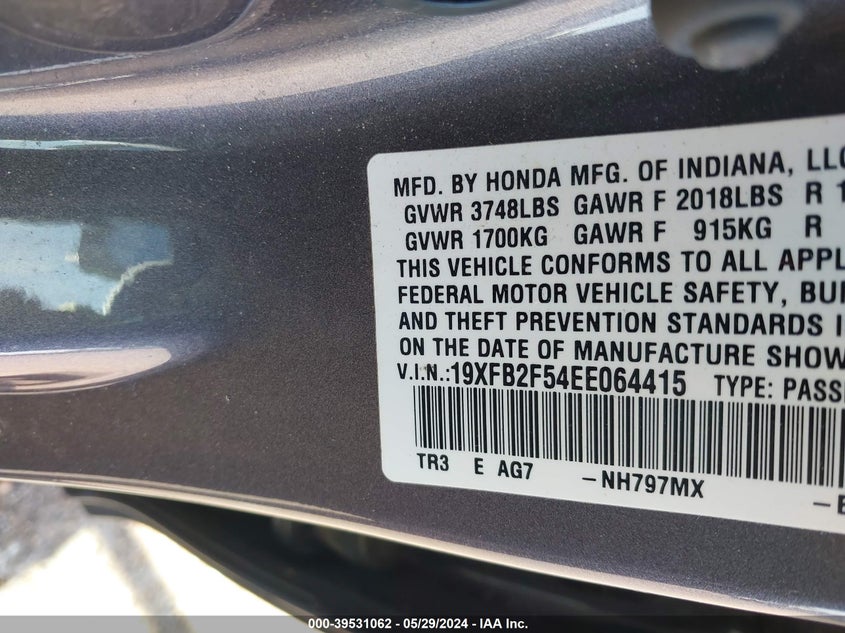 MFD. BY HONDA MFG. OF INDIANA, LLC
GVWR 3748LBS GAWR F 2018LBS R 1
GVWR 1700KG GAWR F 915KG R
THIS VEHICLE CONFORMS TO ALL APPL
FEDERAL MOTOR VEHICLE SAFETY, BU
AND THEFT PREVENTION STANDARDS I
ON THE DATE OF MANUFACTURE SHOW
V.I.N.:19XFB2F54EE064415 TYPE: PASS
TR3 E AG7 -NH797MX
000-39531062 - 05/29/2024 - IAA Inc.